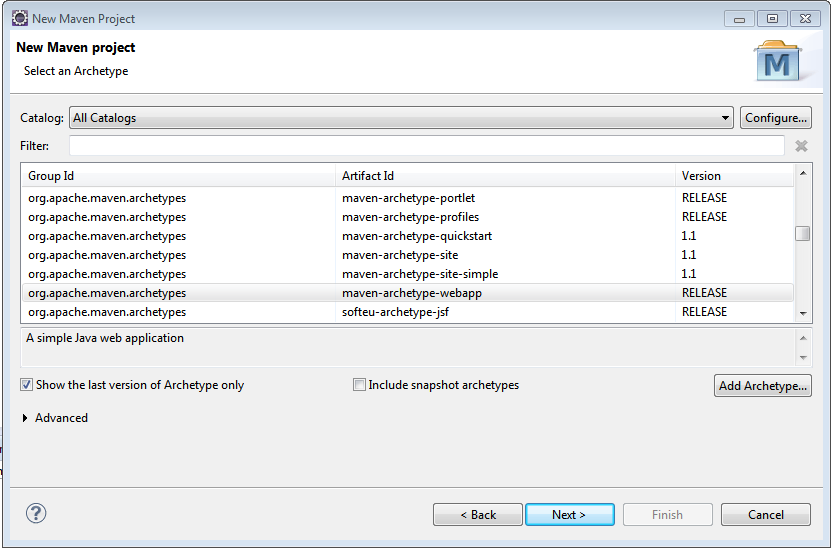 New Maven Project
New Maven project
Select an Archetype
M
Catalog: All Catalogs Configure...
Filter:
Group Id Artifact Id Version
org.apache.maven.archetypes maven-archetype-portlet RELEASE
org.apache.maven.archetypes maven-archetype-profiles RELEASE
org.apache.maven.archetypes maven-archetype-quickstart 1.1
org.apache.maven.archetypes maven-archetype-site 1.1
org.apache.maven.archetypes maven-archetype-site-simple 1.1
org.apache.maven.archetypes maven-archetype-webapp RELEASE
org.apache.maven.archetypes softeu-archetype-jsf RELEASE
A simple Java web application
Show the last version of Archetype only Include snapshot archetypes Add Archetype...
Advanced
? < Back Next > Finish Cancel